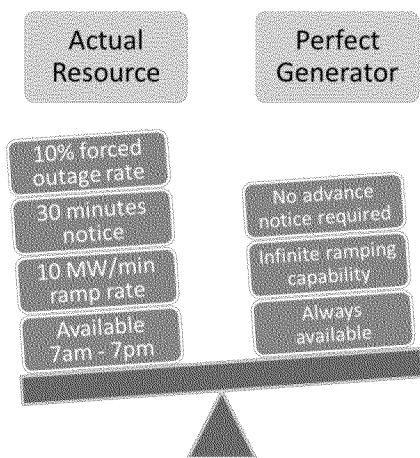 Actual
Resource
Perfect
Generator
10% forced
outage rate
30 minutes
notice
10 MW/min
ramp rate
Available
7am - 7pm
No advance
notice required
Infinite ramping
capability
Always
available